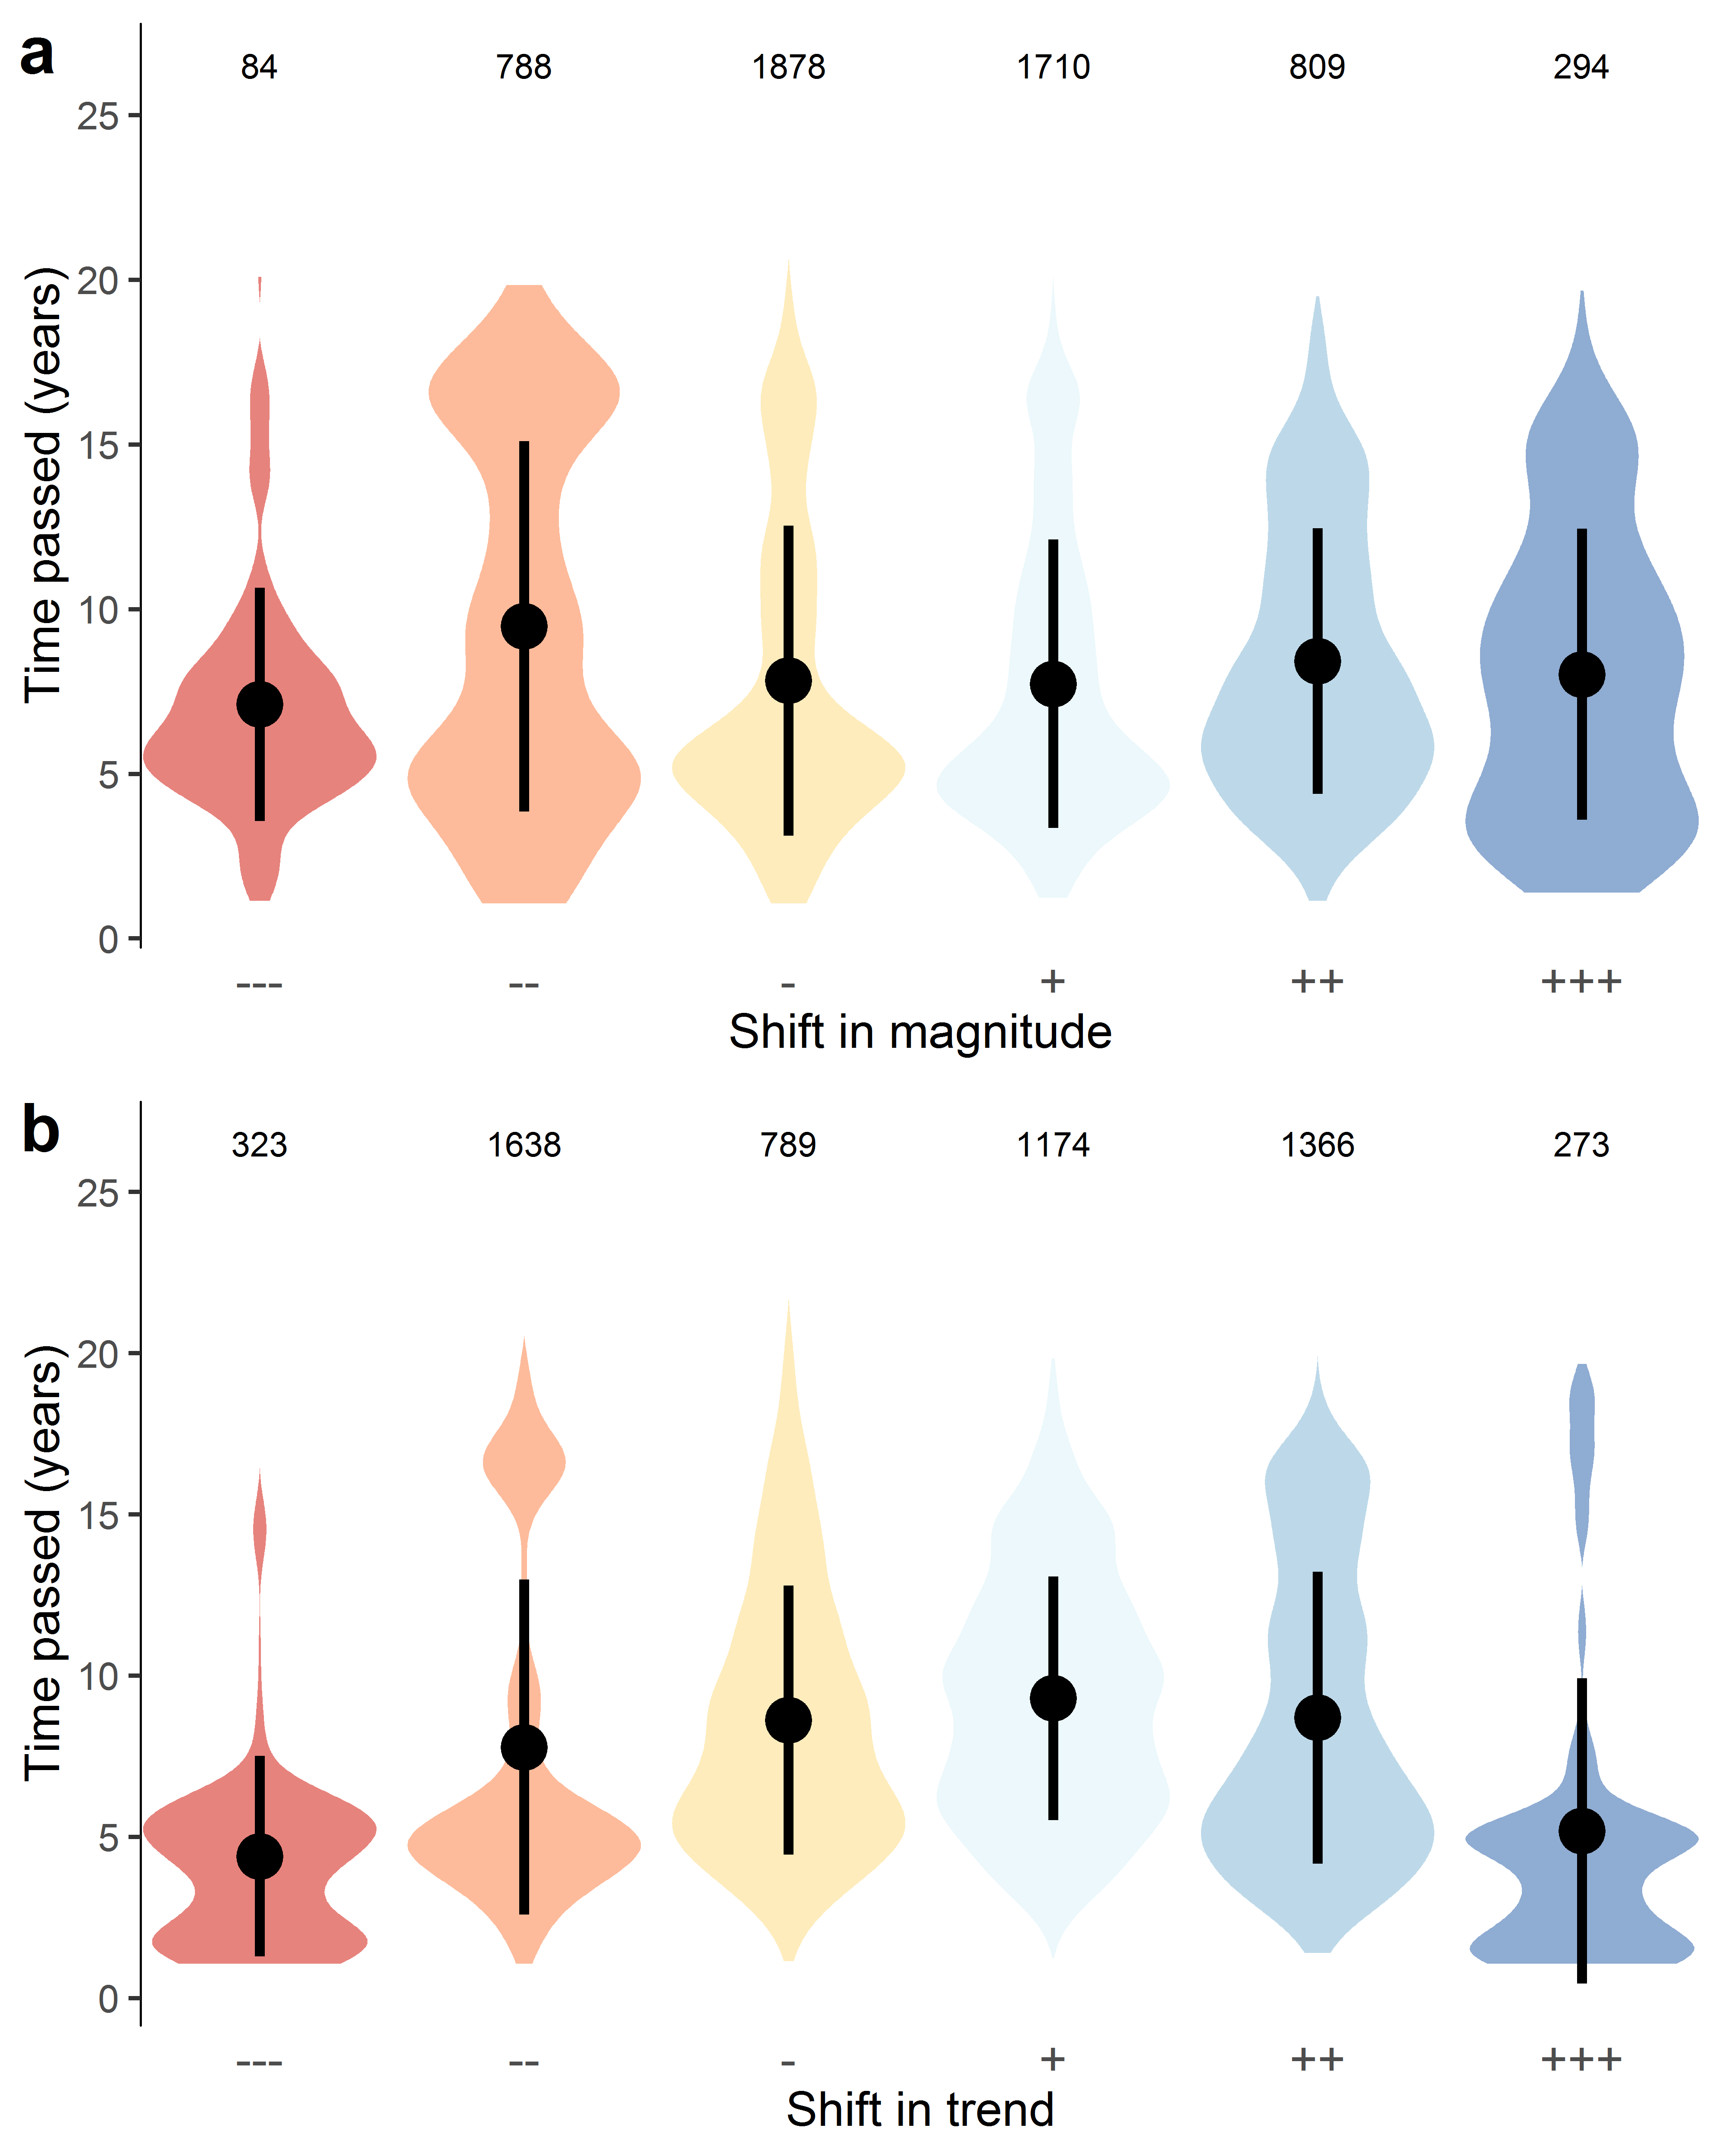 a
84 788 1878 1710 809 294
25
20
15
10
5
0
Time passed (years)
--- -- - + ++ +++
Shift in magnitude
b
323 1638 789 1174 1366 273
25
20
15
10
5
0
Time passed (years)
--- -- - + ++ +++
Shift in trend